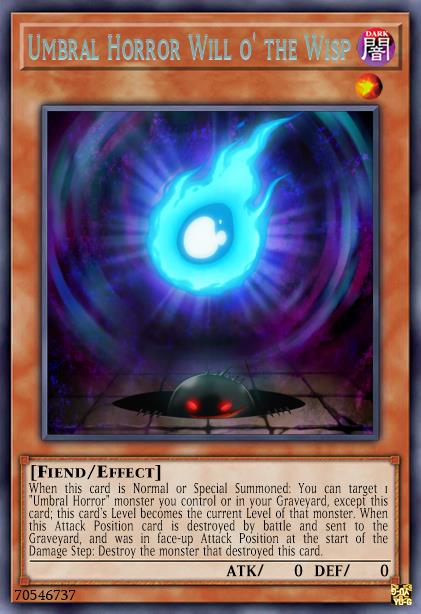 UMBRAL HORROR WILL O' THE WISP
DARK
闇
[FIEND/EFFECT]
When this card is Normal or Special Summoned: You can target 1
"Umbral Horror" monster you control or in your Graveyard, except this
card; this card's Level becomes the current Level of that monster. When
this Attack Position card is destroyed by battle and sent to the
Graveyard, and was in face-up Attack Position at the start of the
Damage Step: Destroy the monster that destroyed this card.
ATK/ 0 DEF/ 0
70546737